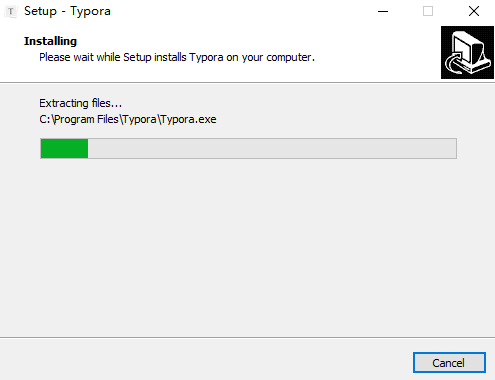 Setup - Typora
Installing
Please wait while Setup installs Typora on your computer.
Extracting files...
C:\Program Files\Typora\Typora.exe
Cancel